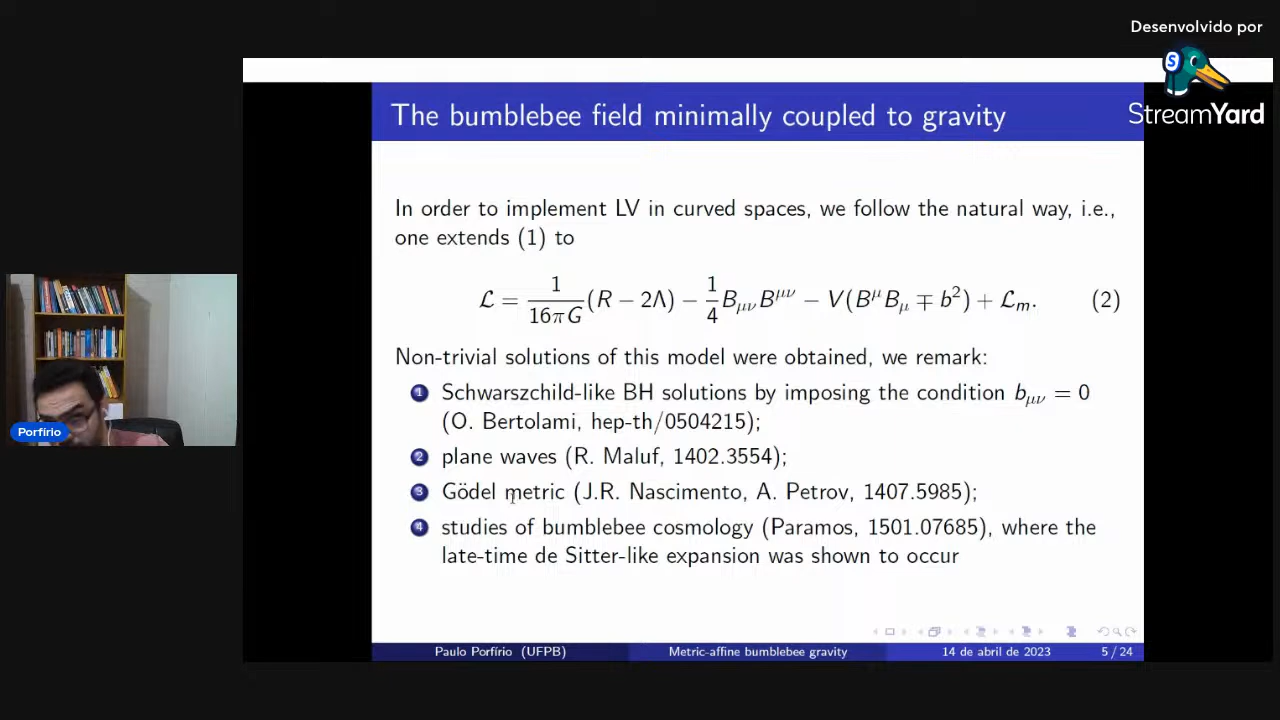 Desenvolvido por
S
StreamYard
The bumblebee field minimally coupled to gravity
In order to implement LV in curved spaces, we follow the natural way, i.e.,
one extends (1) to
ℒ = 1/16πG (R − 2Λ) − 1/4 B_{μν}B^{μν} − V(B^μ B_μ ∓ b²) + ℒ_m. (2)
Non-trivial solutions of this model were obtained, we remark:
1 Schwarszchild-like BH solutions by imposing the condition b_{μν} = 0
(O. Bertolami, hep-th/0504215);
2 plane waves (R. Maluf, 1402.3554);
3 Gödel metric (J.R. Nascimento, A. Petrov, 1407.5985);
4 studies of bumblebee cosmology (Paramos, 1501.07685), where the
late-time de Sitter-like expansion was shown to occur
Porfírio
Paulo Porfírio (UFPB) Metric-affine bumblebee gravity 14 de abril de 2023 5 / 24